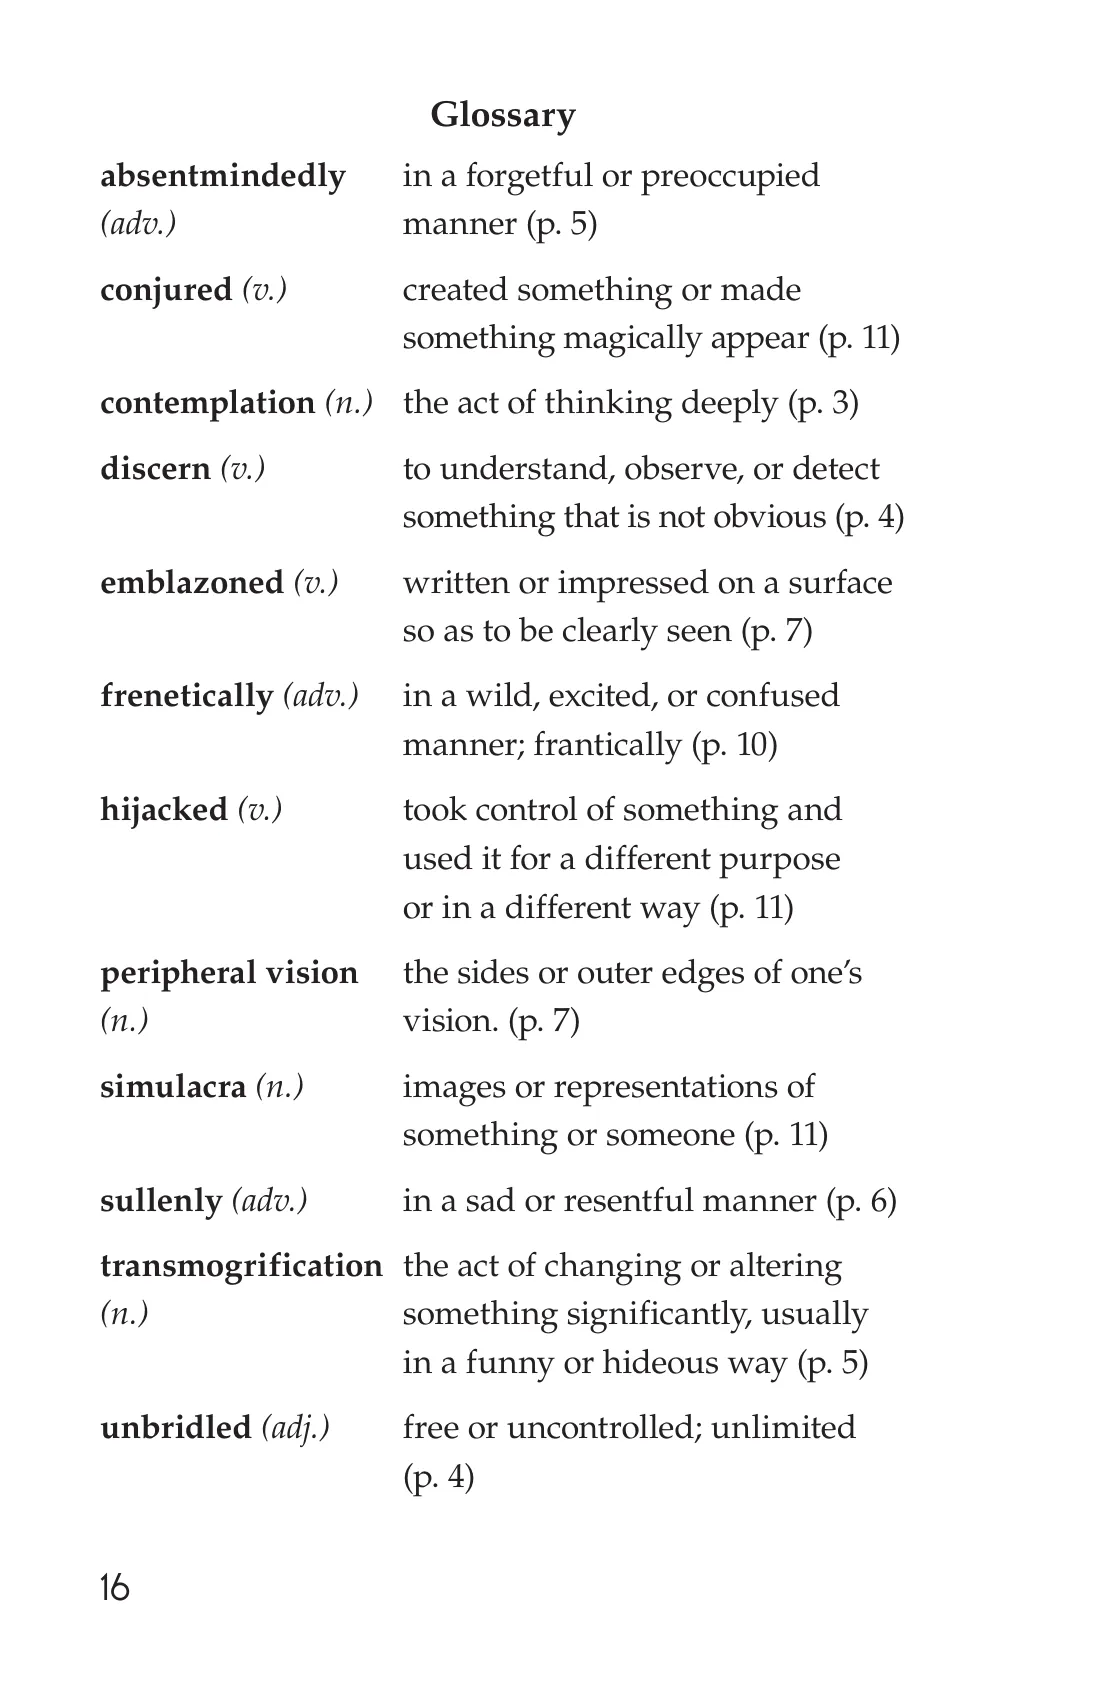 Glossary
absentmindedly in a forgetful or preoccupied
(adv.) manner (p. 5)
conjured (v.) created something or made
something magically appear (p. 11)
contemplation (n.) the act of thinking deeply (p. 3)
discern (v.) to understand, observe, or detect
something that is not obvious (p. 4)
emblazoned (v.) written or impressed on a surface
so as to be clearly seen (p. 7)
frenetically (adv.) in a wild, excited, or confused
manner; frantically (p. 10)
hijacked (v.) took control of something and
used it for a different purpose
or in a different way (p. 11)
peripheral vision the sides or outer edges of one’s
(n.) vision. (p. 7)
simulacra (n.) images or representations of
something or someone (p. 11)
sullenly (adv.) in a sad or resentful manner (p. 6)
transmogrification the act of changing or altering
(n.) something significantly, usually
in a funny or hideous way (p. 5)
unbridled (adj.) free or uncontrolled; unlimited
(p. 4)
16